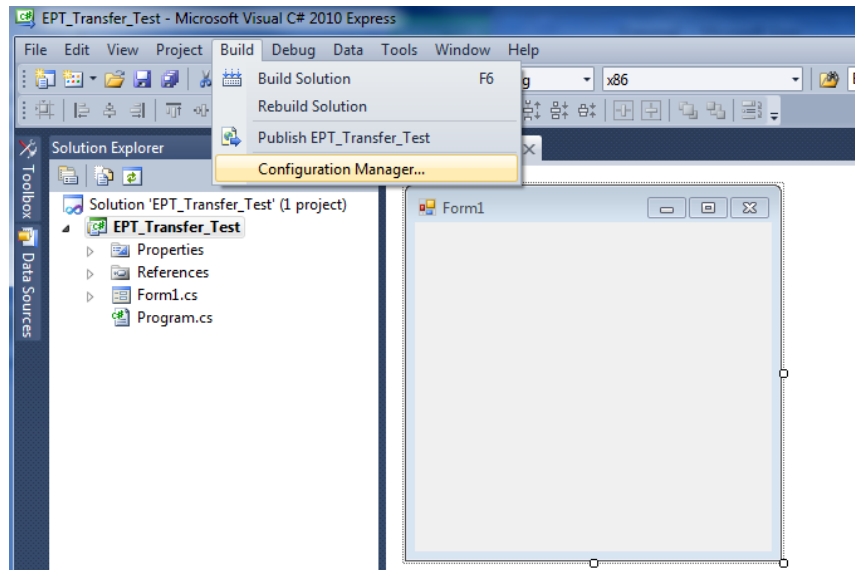 EPT_Transfer_Test - Microsoft Visual C# 2010 Express
File Edit View Project Build Debug Data Tools Window Help
Build Solution F6
x86
Rebuild Solution
Publish EPT_Transfer_Test
Configuration Manager...
Solution Explorer
Toolbox
Data Sources
Solution 'EPT_Transfer_Test' (1 project)
EPT_Transfer_Test
Properties
References
Form1.cs
Program.cs
Form1